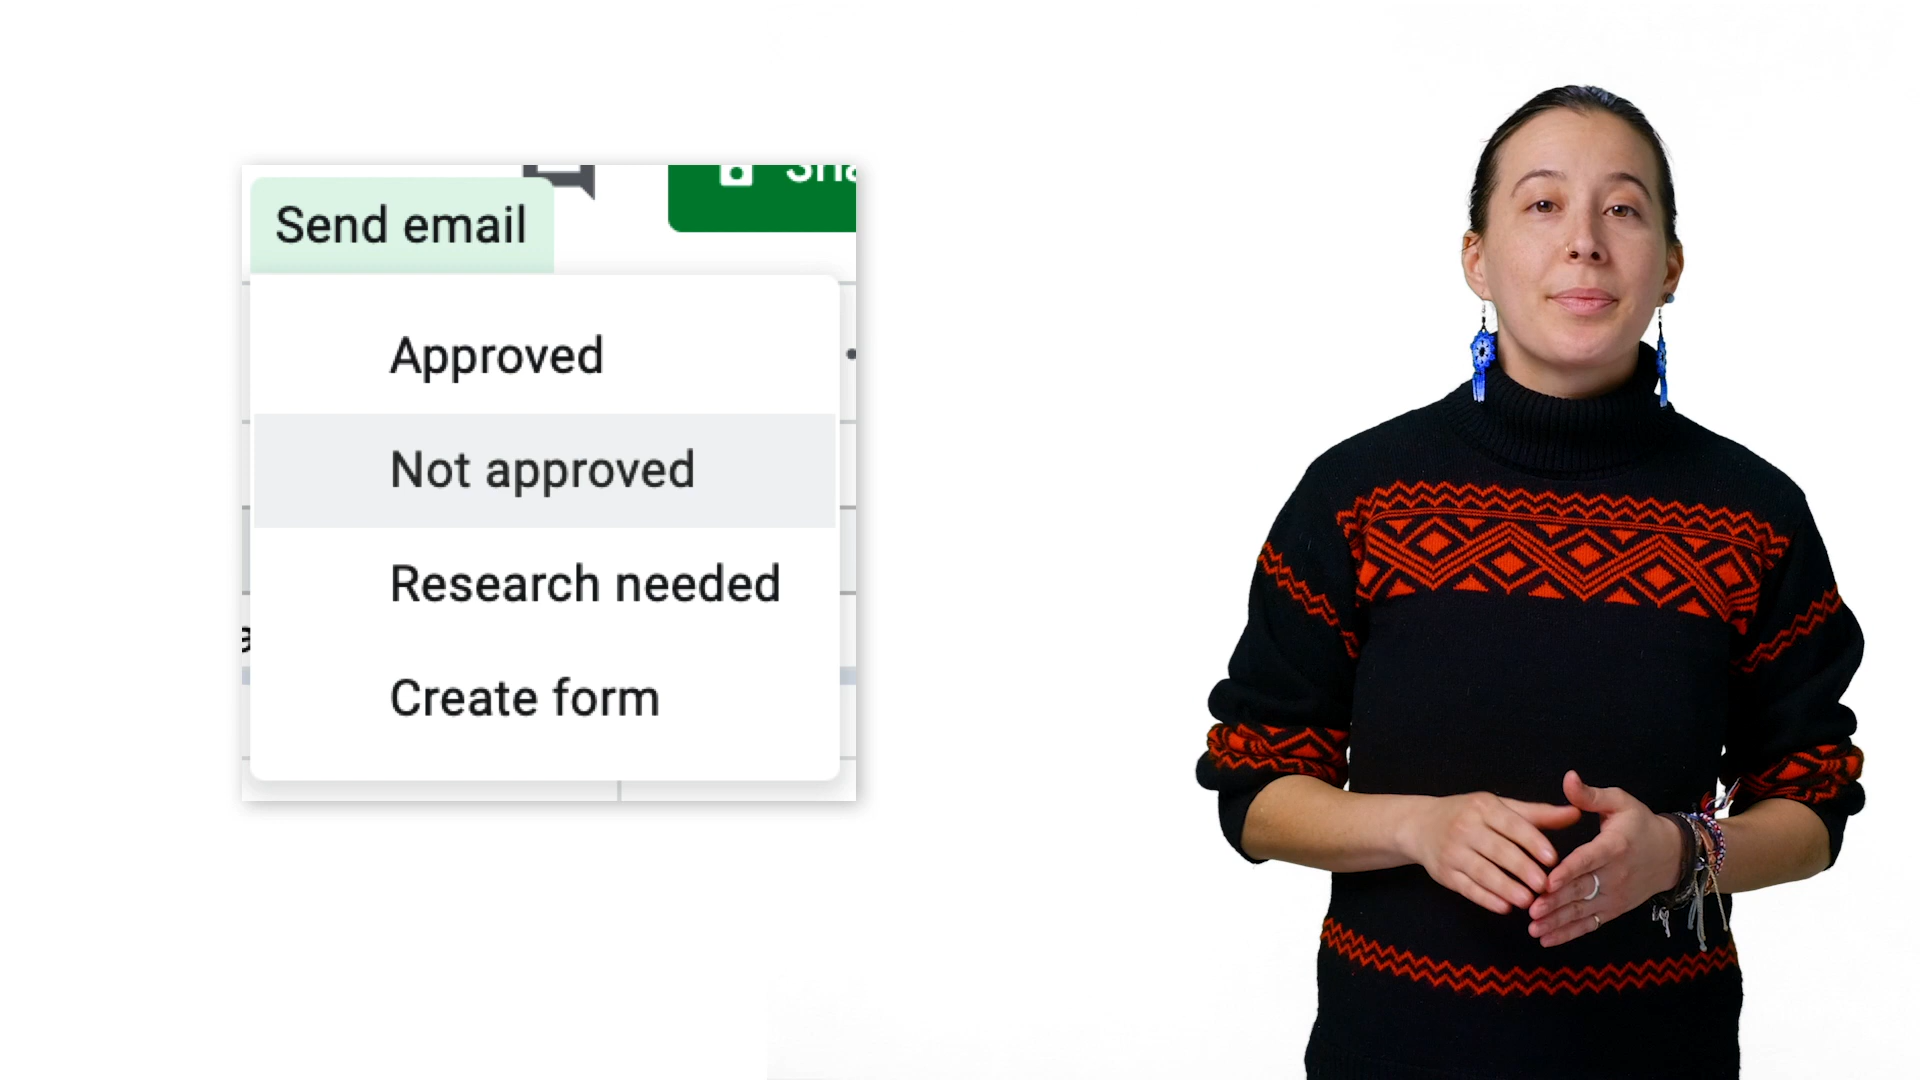 Send email
Approved
Not approved
Research needed
Create form